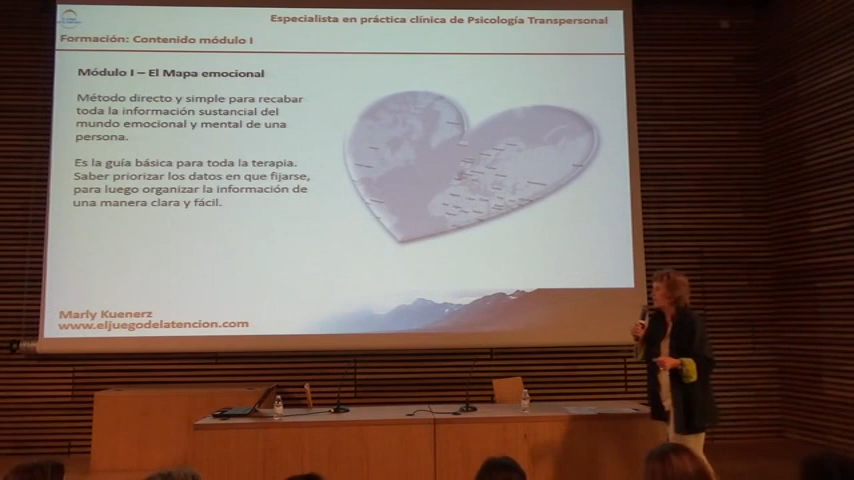 Especialista en práctica clínica de Psicología Transpersonal
Formación: Contenido módulo I
Módulo I – El Mapa emocional
Método directo y simple para recabar
toda la información sustancial del
mundo emocional y mental de una
persona.
Es la guía básica para toda la terapia.
Saber priorizar los datos en que fijarse,
para luego organizar la información de
una manera clara y fácil.
Marly Kuenerz
www.eljuegodelatencion.com